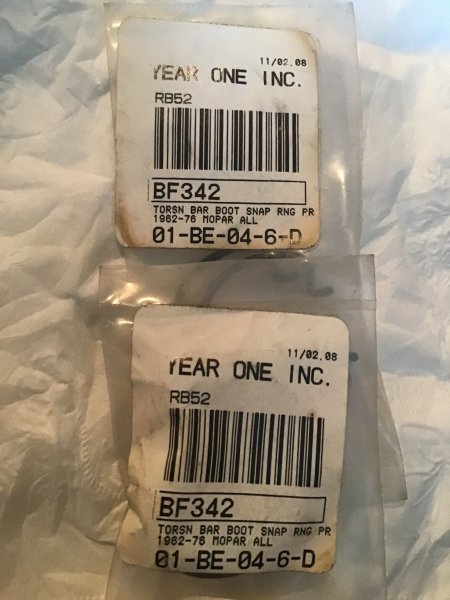 11/02.08
YEAR ONE INC.
RB52
BF342
TORSN BAR BOOT SNAP RNG PR
1962-76 MOPAR ALL
01-BE-04-6-D
11/02.08
YEAR ONE INC.
RB52
BF342
TORSN BAR BOOT SNAP RNG PR
1962-76 MOPAR ALL
01-BE-04-6-D